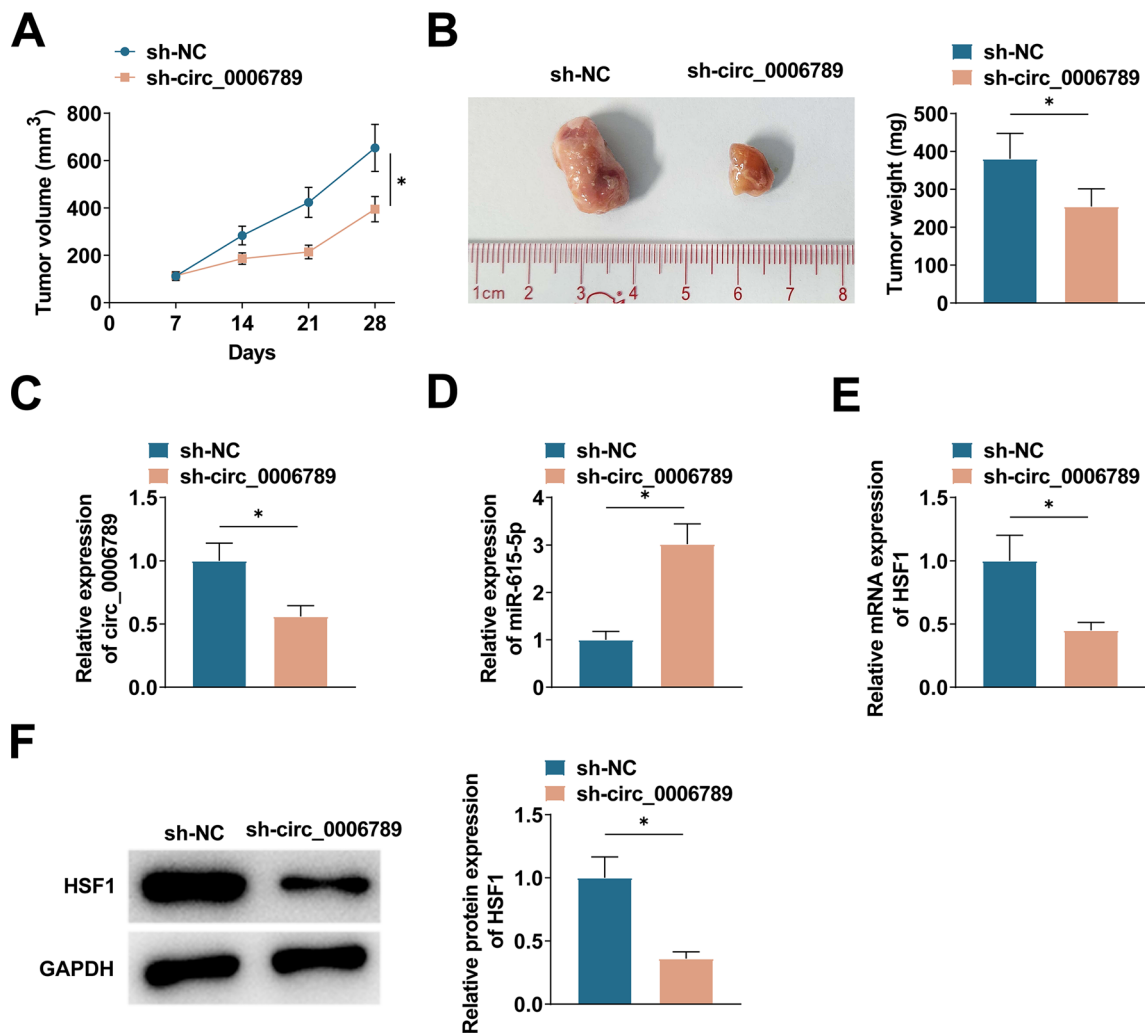 A
sh-NC
sh-circ_0006789
Tumor volume (mm³)
800
600
400
200
0
0 7 14 21 28
Days
*
B
sh-NC sh-circ_0006789
1cm 2 3 4 5 6 7 8
sh-NC
sh-circ_0006789
Tumor weight (mg)
500
400
300
200
100
0
*
C
sh-NC
sh-circ_0006789
Relative expression
of circ_0006789
1.5
1.0
0.5
0.0
*
D
sh-NC
sh-circ_0006789
Relative expression
of miR-615-5p
4
3
2
1
0
*
E
sh-NC
sh-circ_0006789
Relative mRNA expression
of HSF1
1.5
1.0
0.5
0.0
*
F
sh-NC sh-circ_0006789
HSF1
GAPDH
sh-NC
sh-circ_0006789
Relative protein expression
of HSF1
1.5
1.0
0.5
0.0
*